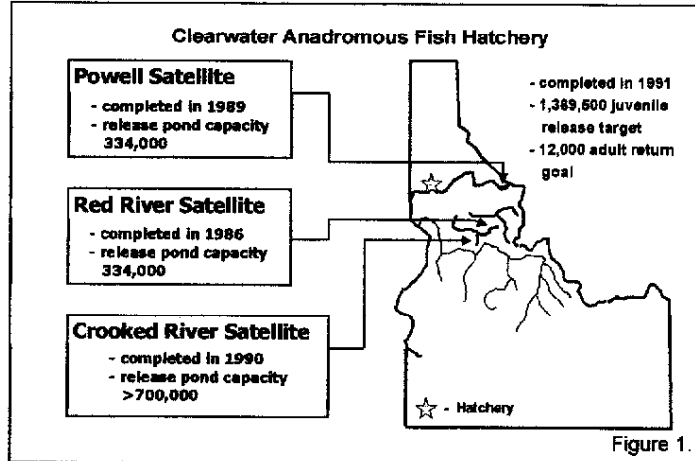 Clearwater Anadromous Fish Hatchery
Powell Satellite
- completed in 1989
- release pond capacity
334,000
Red River Satellite
- completed in 1986
- release pond capacity
334,000
Crooked River Satellite
- completed in 1990
- release pond capacity
>700,000
- completed in 1991
- 1,389,500 juvenile
release target
- 12,000 adult return
goal
- Hatchery
Figure 1.